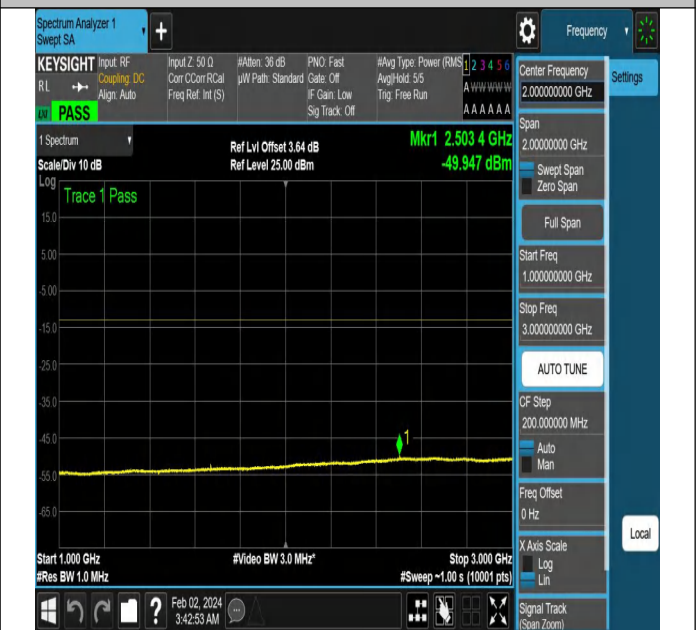 Spectrum Analyzer 1
Swept SA
Frequency
KEYSIGHT
RL
PASS
Input: RF
Coupling: DC
Align: Auto
Input Z: 50 Ω
Corr CCorr RCal
Freq Ref: Int (S)
#Atten: 36 dB
µW Path: Standard
PNO: Fast
Gate: Off
IF Gain: Low
Sig Track: Off
#Avg Type: Power (RMS
Avg|Hold: 5/5
Trig: Free Run
1 2 3 4 5 6
A W W W W W
A A A A A A
1 Spectrum
Scale/Div 10 dB
Ref Lvl Offset 3.64 dB
Ref Level 25.00 dBm
Mkr1 2.503 4 GHz
-49.947 dBm
Log
Trace 1 Pass
15.0
5.00
-5.00
-15.0
-25.0
-35.0
-45.0
-55.0
-65.0
1
Start 1.000 GHz
#Res BW 1.0 MHz
#Video BW 3.0 MHz*
Stop 3.000 GHz
#Sweep ~1.00 s (10001 pts)
Feb 02, 2024
3:42:53 AM
Center Frequency
2.000000000 GHz
Settings
Span
2.00000000 GHz
Swept Span
Zero Span
Full Span
Start Freq
1.000000000 GHz
Stop Freq
3.000000000 GHz
AUTO TUNE
CF Step
200.000000 MHz
Auto
Man
Freq Offset
0 Hz
X Axis Scale
Log
Lin
Local
Signal Track
(Span Zoom)